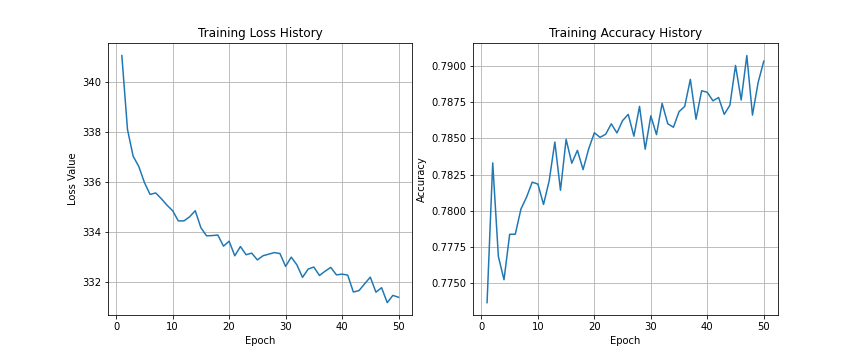 Training Loss History
340
338
336
334
332
Loss Value
0 10 20 30 40 50
Epoch
Training Accuracy History
0.7900
0.7875
0.7850
0.7825
0.7800
0.7775
0.7750
Accuracy
0 10 20 30 40 50
Epoch